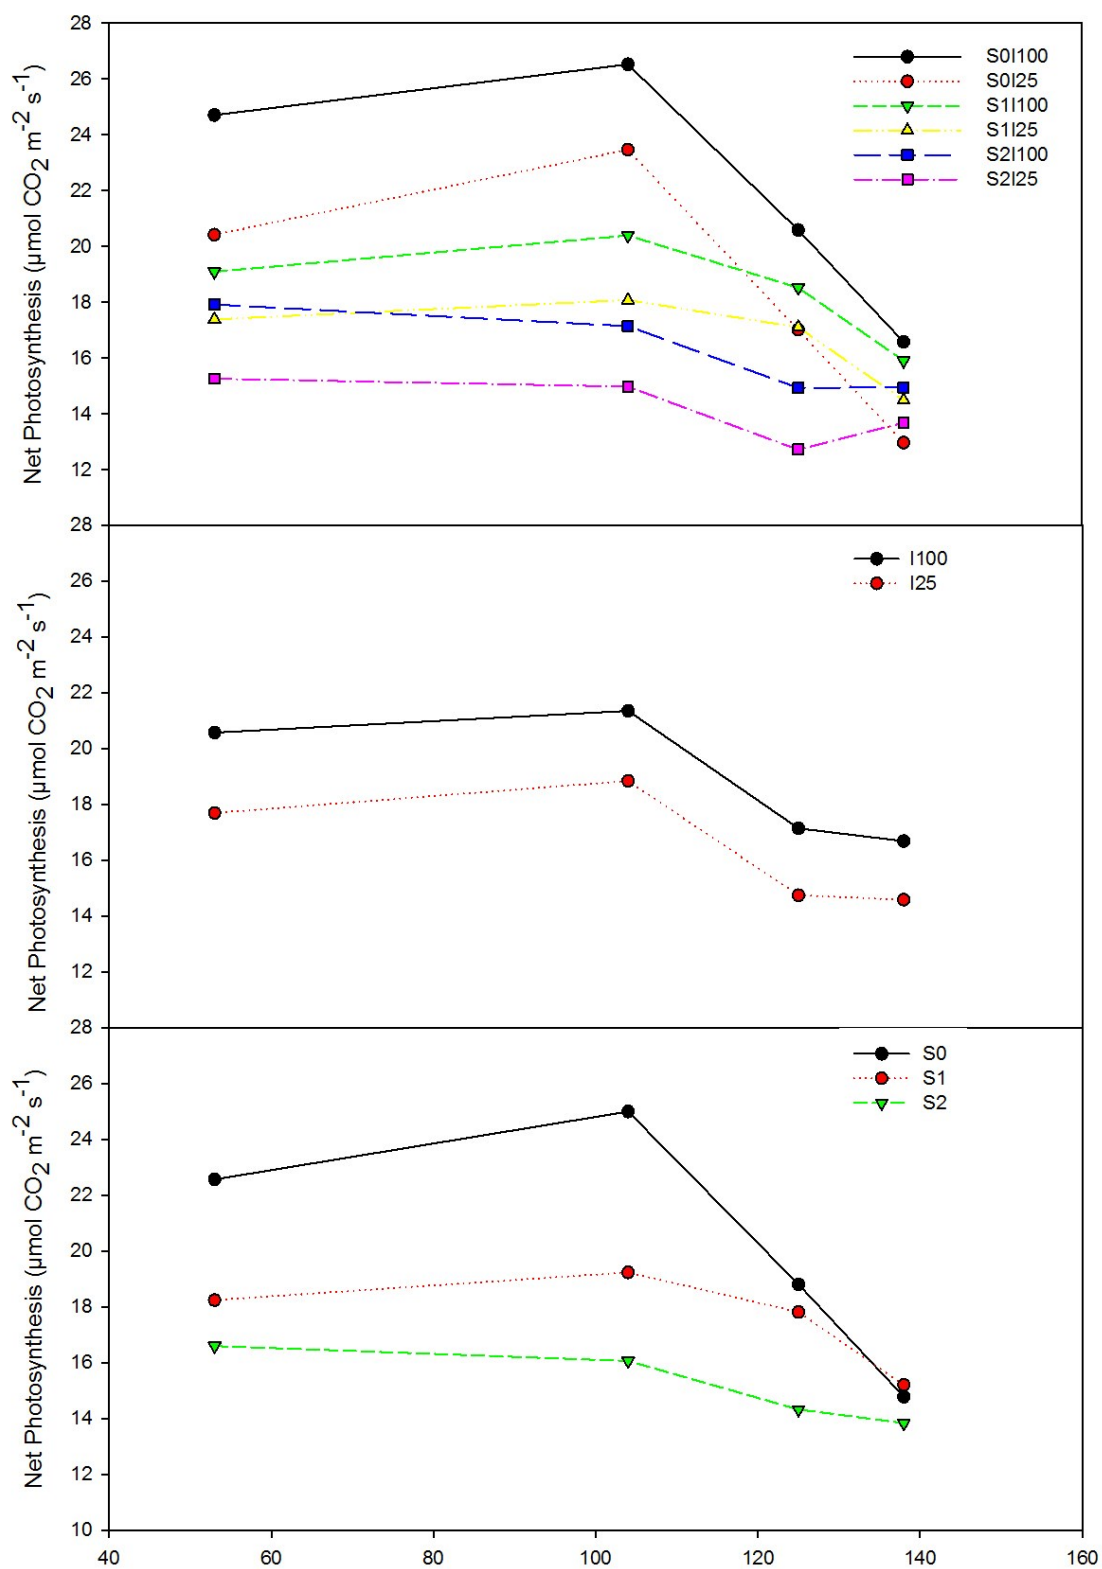 28
26
24
22
20
18
16
14
12
Net Photosynthesis (µmol CO2 m-2 s-1)
S0I100
S0I25
S1I100
S1I25
S2I100
S2I25
28
26
24
22
20
18
16
14
12
Net Photosynthesis (µmol CO2 m-2 s-1)
I100
I25
28
26
24
22
20
18
16
14
12
10
Net Photosynthesis (µmol CO2 m-2 s-1)
S0
S1
S2
40 60 80 100 120 140 160